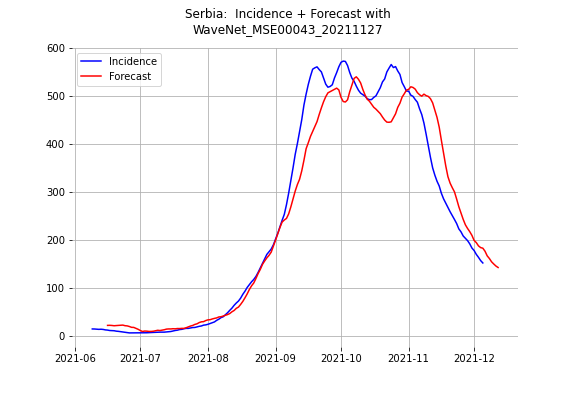 Serbia:  Incidence + Forecast with
WaveNet_MSE00043_20211127
600
Incidence
Forecast
500
400
300
200
100
0
2021-06 2021-07 2021-08 2021-09 2021-10 2021-11 2021-12